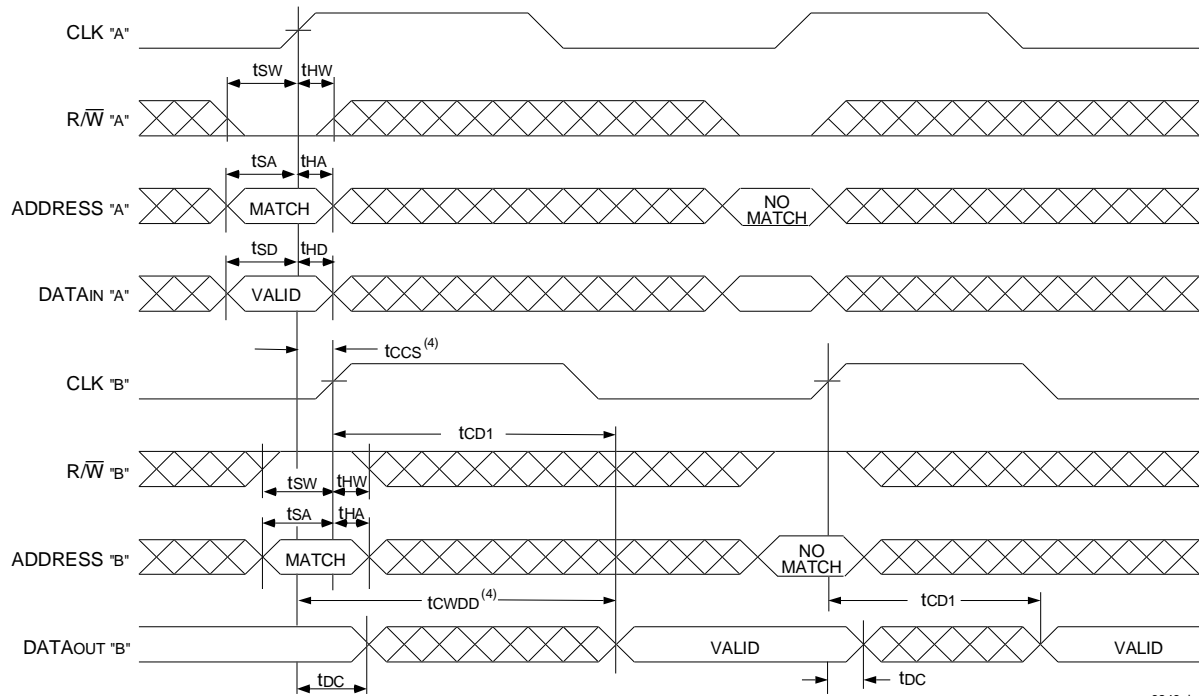 CLK "A"
tSW tHW
R/W̅ "A"
tSA tHA
ADDRESS "A" MATCH NO MATCH
tSD tHD
DATAIN "A" VALID
tCCS (4)
CLK "B"
tCD1
R/W̅ "B"
tSW tHW
tSA tHA
ADDRESS "B" MATCH NO MATCH
tCWDD (4) tCD1
DATAOUT "B" VALID VALID
tDC tDC